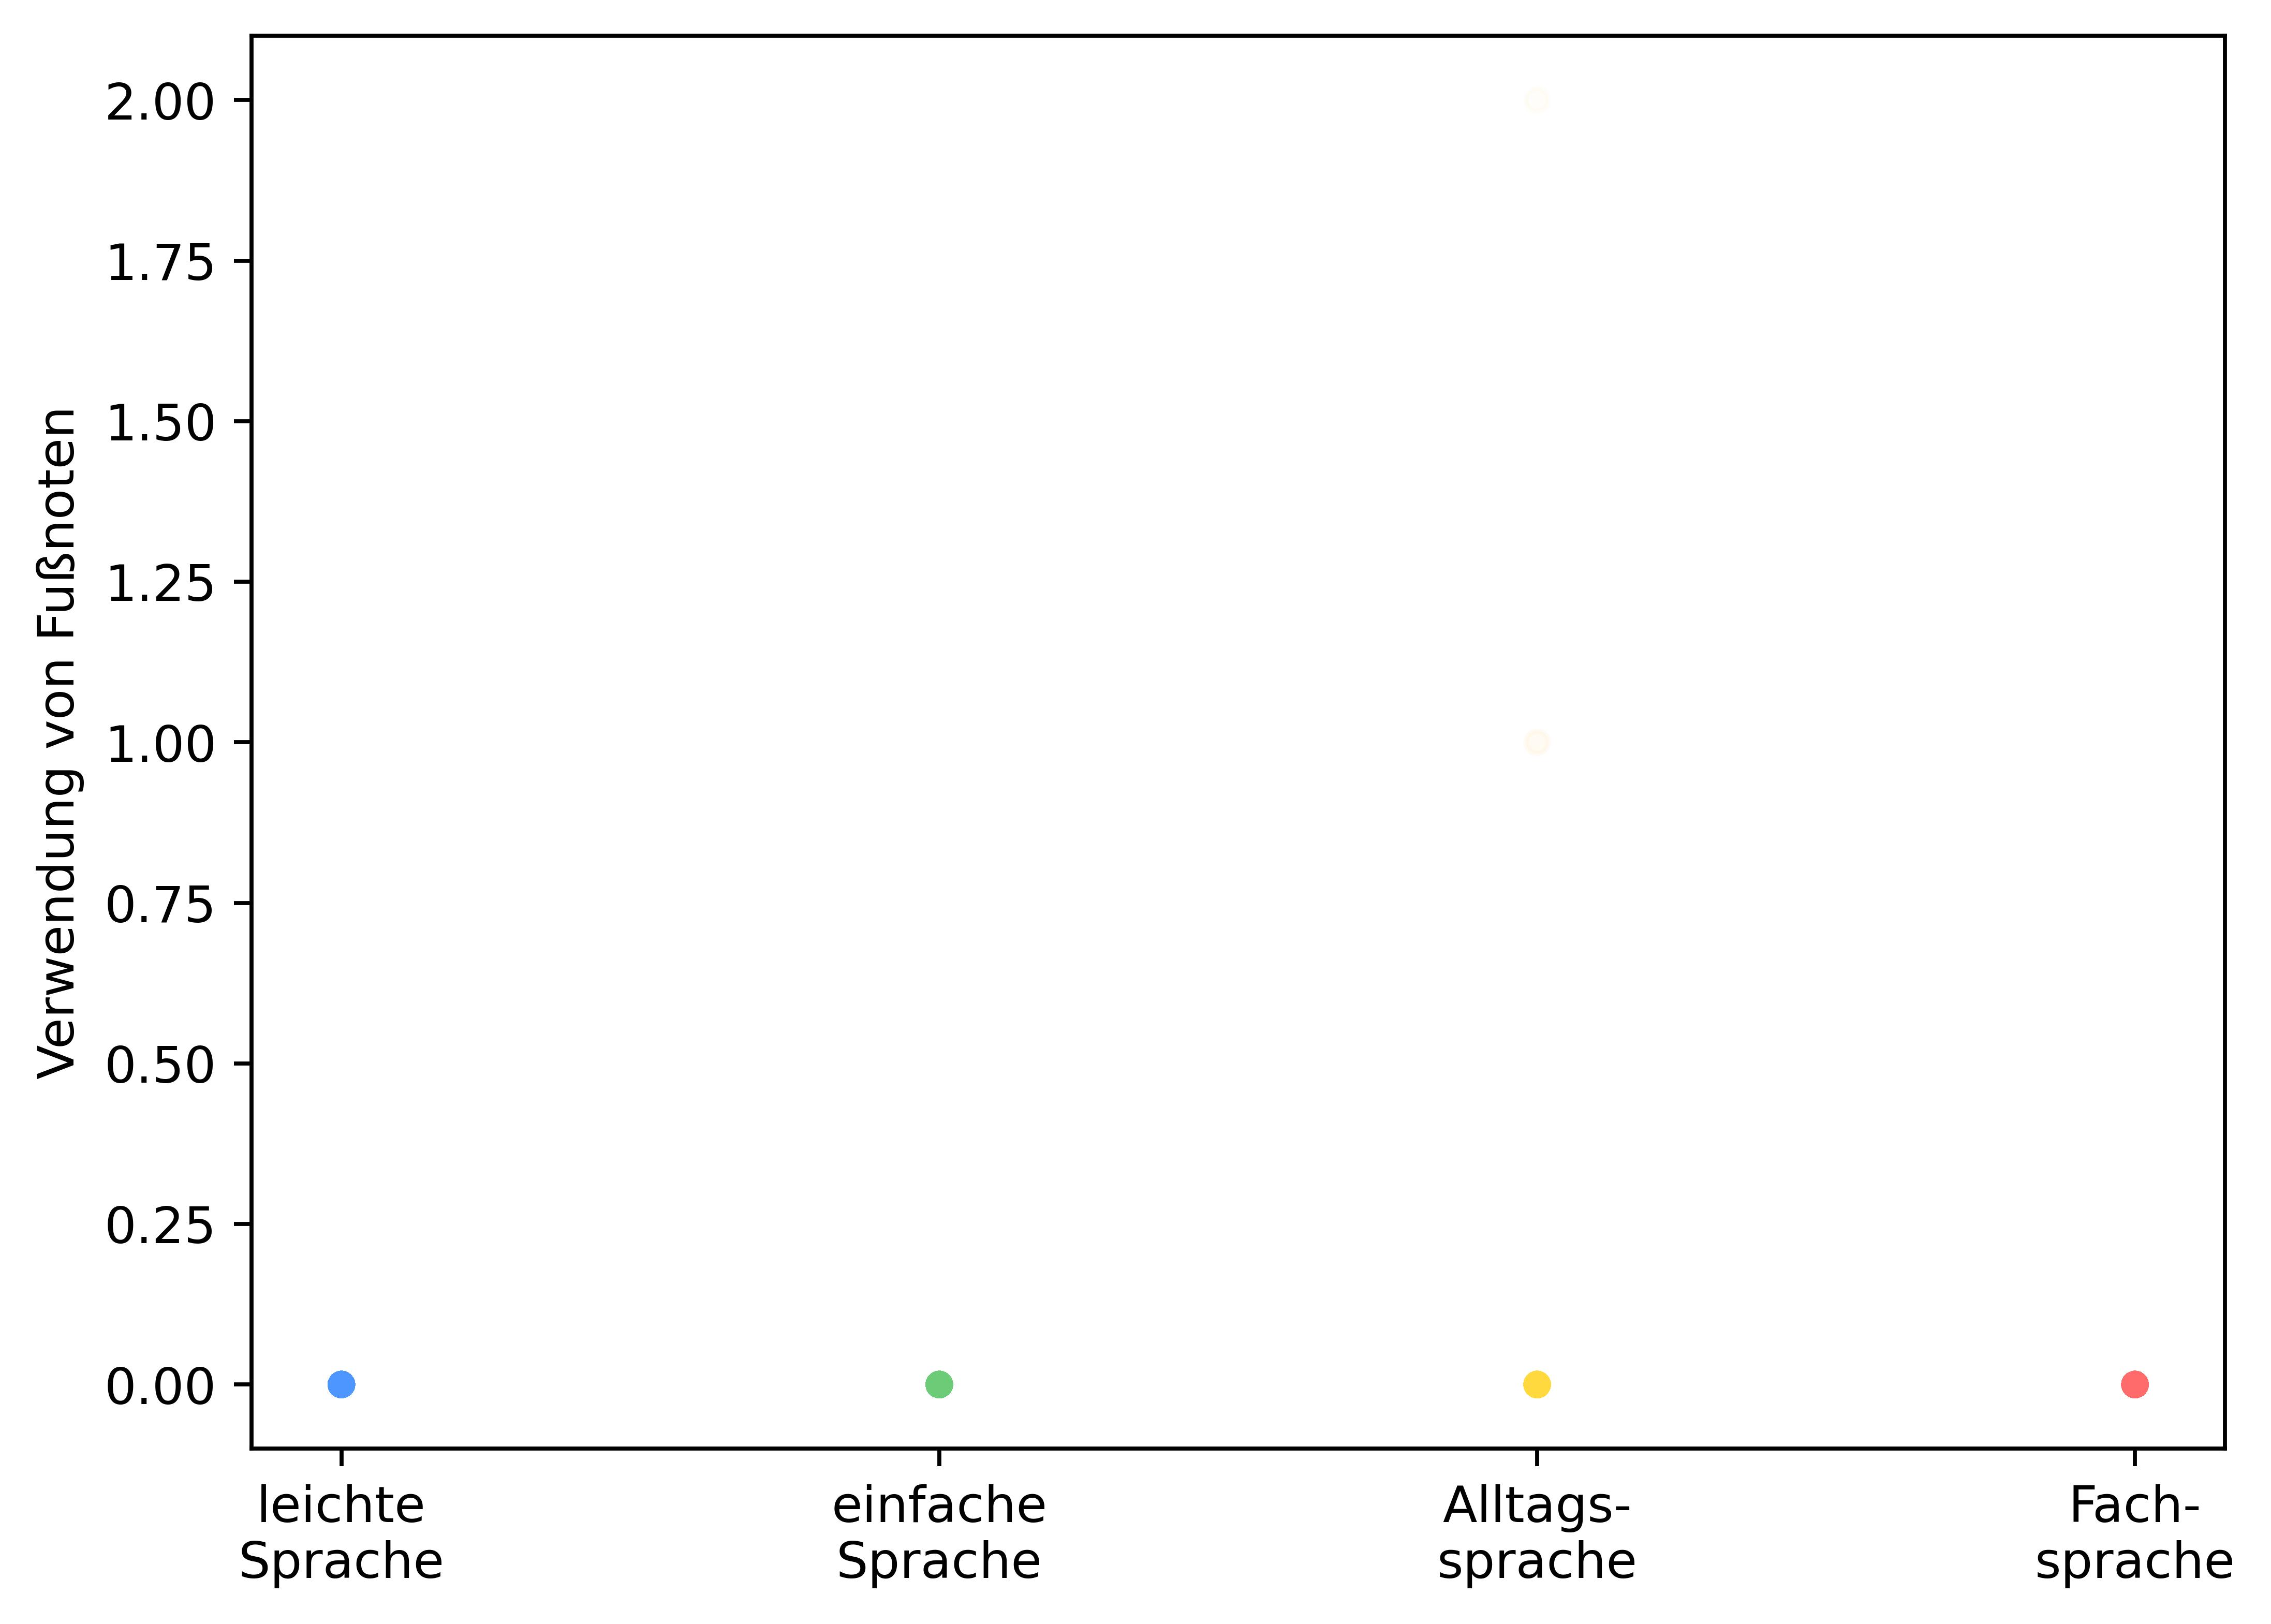 Verwendung von Fußnoten
2.00
1.75
1.50
1.25
1.00
0.75
0.50
0.25
0.00
leichte
Sprache
einfache
Sprache
Alltags-
sprache
Fach-
sprache